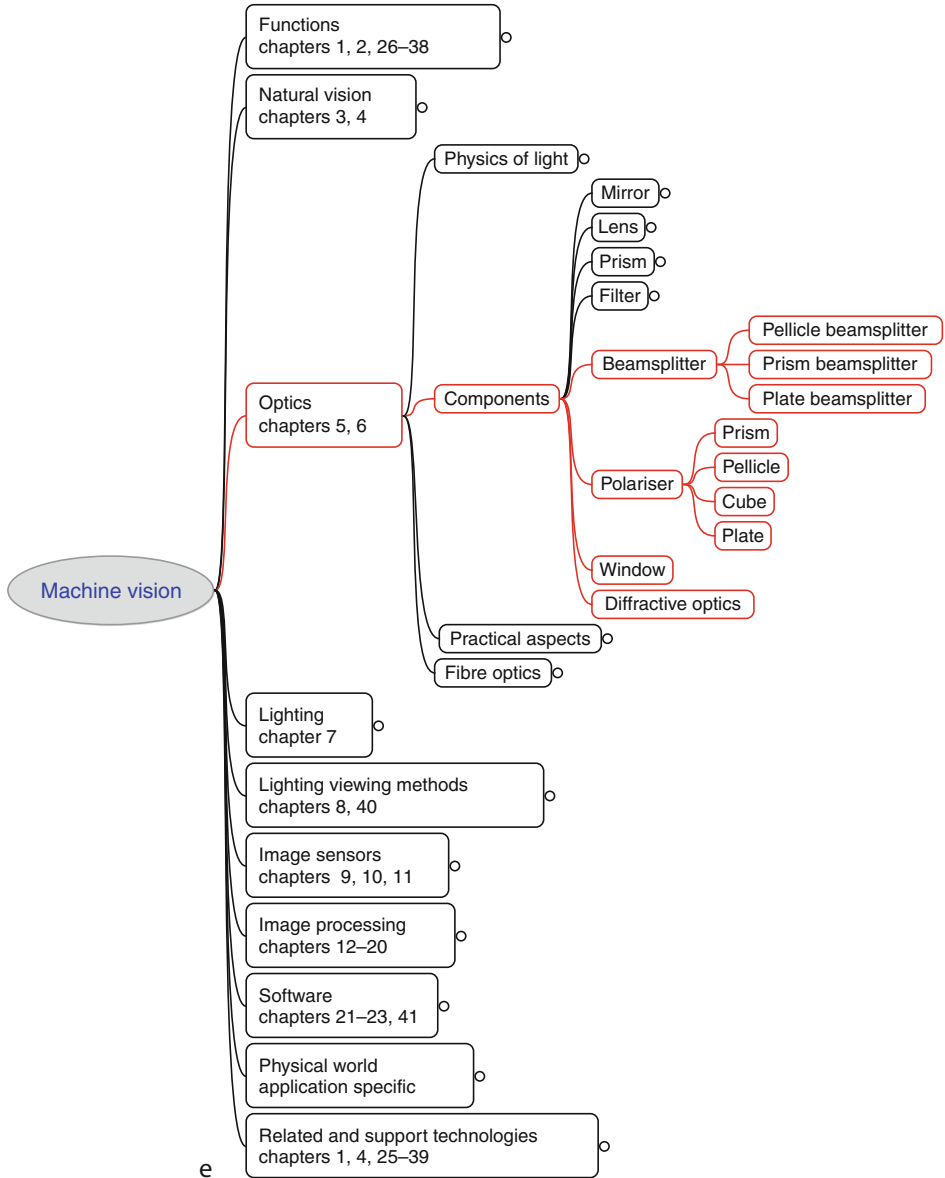 Functions
chapters 1, 2, 26–38
Natural vision
chapters 3, 4
Physics of light
Mirror
Lens
Prism
Filter
Pellicle beamsplitter
Beamsplitter
Prism beamsplitter
Plate beamsplitter
Optics
chapters 5, 6
Components
Prism
Pellicle
Polariser
Cube
Plate
Window
Diffractive optics
Machine vision
Practical aspects
Fibre optics
Lighting
chapter 7
Lighting viewing methods
chapters 8, 40
Image sensors
chapters 9, 10, 11
Image processing
chapters 12–20
Software
chapters 21–23, 41
Physical world
application specific
Related and support technologies
chapters 1, 4, 25–39
e